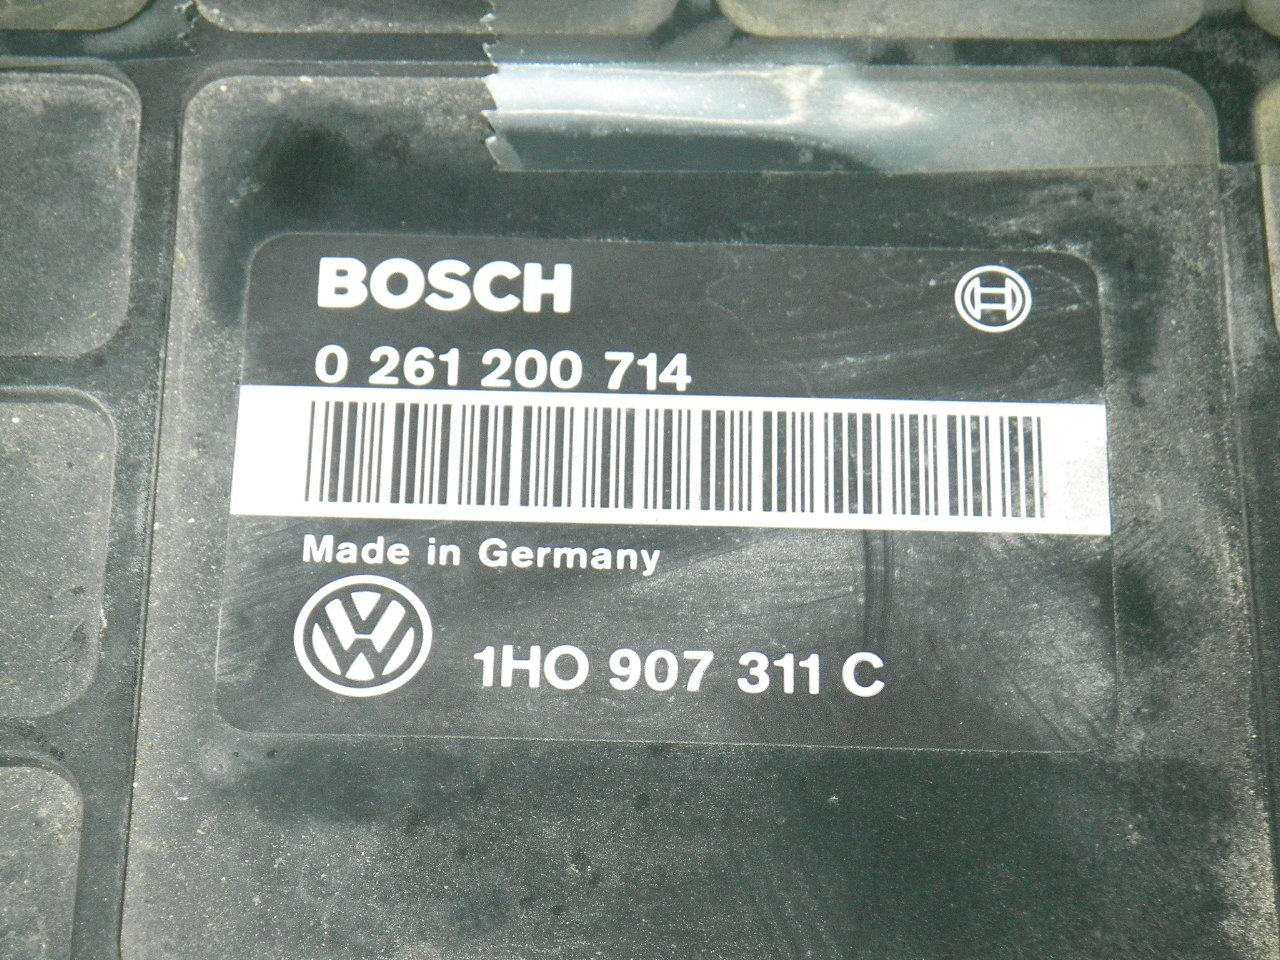 BOSCH
0 261 200 714
Made in Germany
1HO 907 311 C